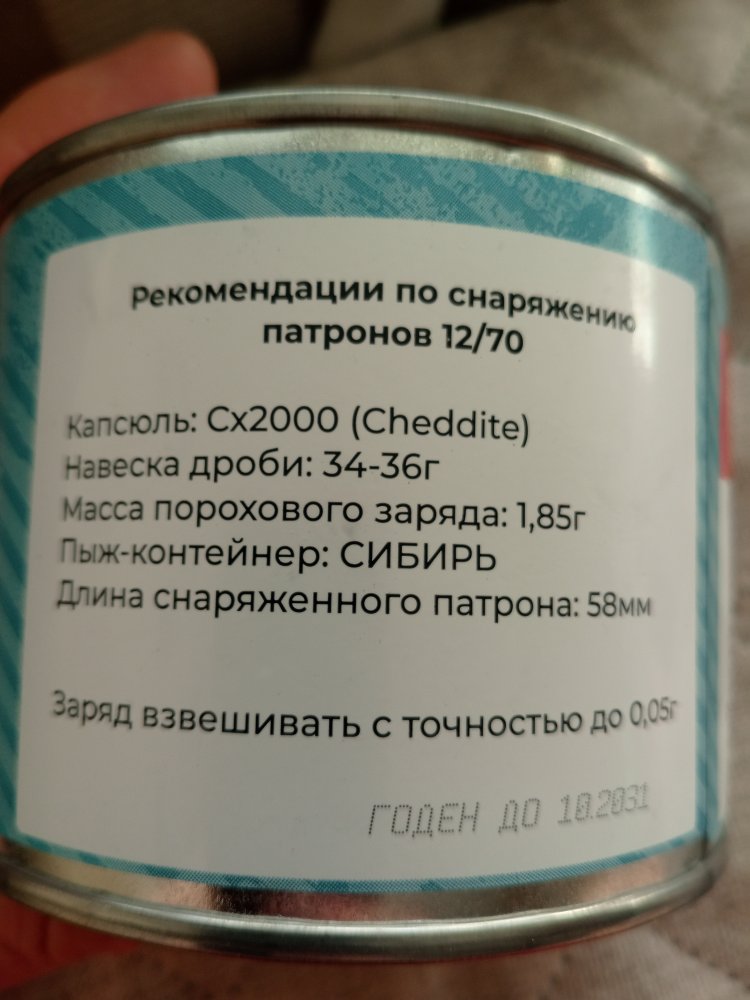 Рекомендации по снаряжению
патронов 12/70
Капсюль: Сх2000 (Cheddite)
Навеска дроби: 34-36г
Масса порохового заряда: 1,85г
Пыж-контейнер: СИБИРЬ
Длина снаряженного патрона: 58мм
Заряд взвешивать с точностью до 0,05г
ГОДЕН ДО 10.2031